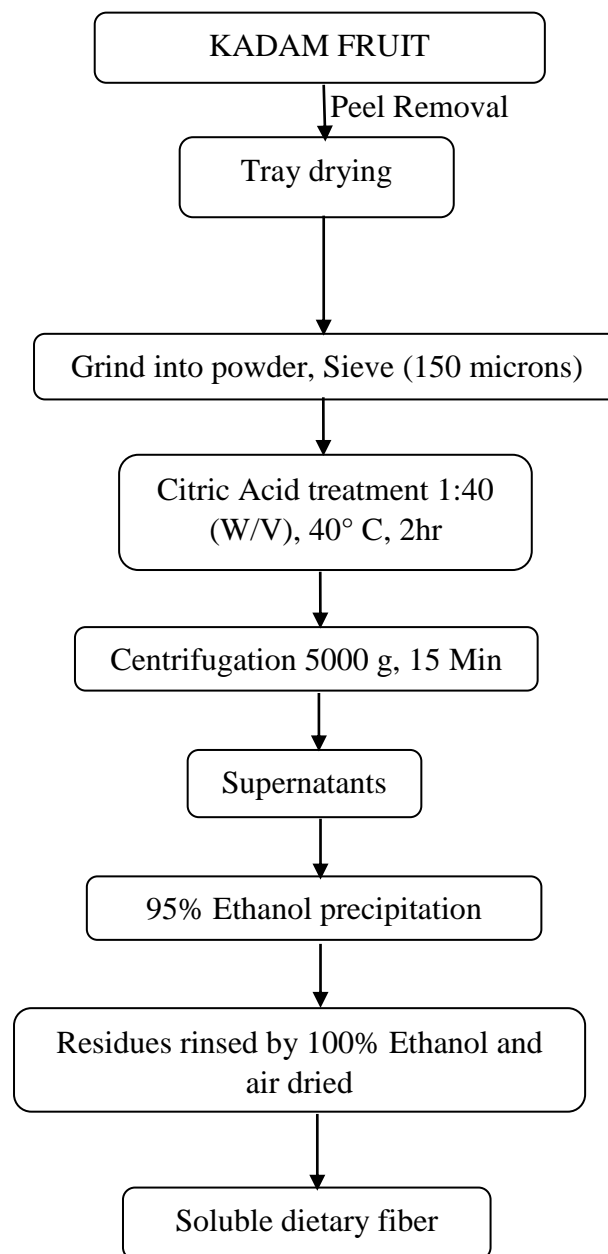 KADAM FRUIT
Peel Removal
Tray drying
Grind into powder, Sieve (150 microns)
Citric Acid treatment 1:40
(W/V), 40° C, 2hr
Centrifugation 5000 g, 15 Min
Supernatants
95% Ethanol precipitation
Residues rinsed by 100% Ethanol and
air dried
Soluble dietary fiber